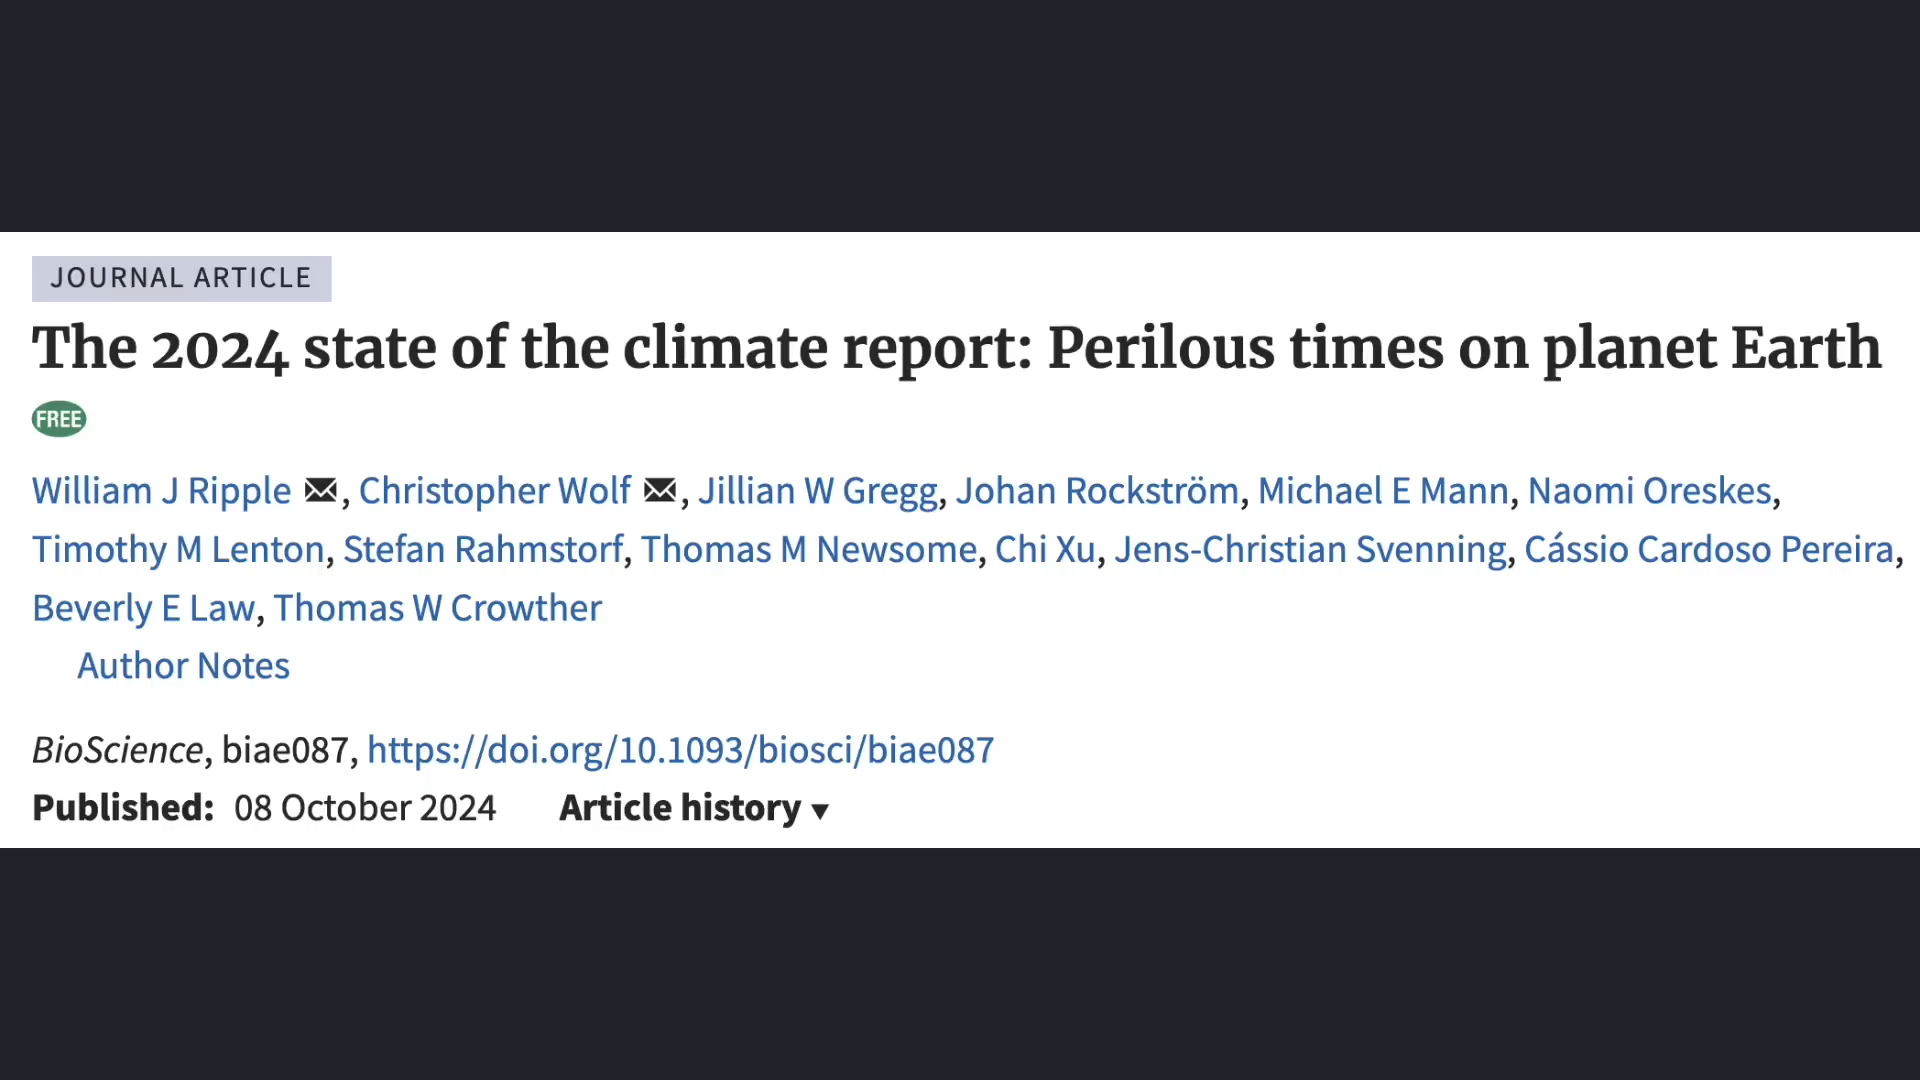 JOURNAL ARTICLE
The 2024 state of the climate report: Perilous times on planet Earth
FREE
William J Ripple, Christopher Wolf, Jillian W Gregg, Johan Rockström, Michael E Mann, Naomi Oreskes,
Timothy M Lenton, Stefan Rahmstorf, Thomas M Newsome, Chi Xu, Jens-Christian Svenning, Cássio Cardoso Pereira,
Beverly E Law, Thomas W Crowther
Author Notes
BioScience, biae087, https://doi.org/10.1093/biosci/biae087
Published: 08 October 2024 Article history ▼